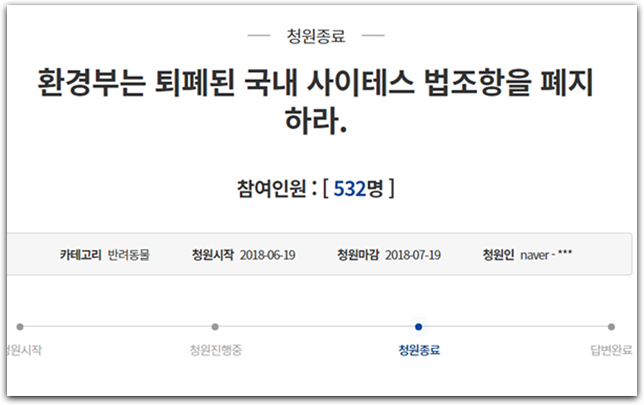 청원종료
환경부는 퇴폐된 국내 사이테스 법조항을 폐지
하라.
참여인원 : [ 532명 ]
카테고리 반려동물 청원시작 2018-06-19 청원마감 2018-07-19 청원인 naver - ***
청원시작 청원진행중 청원종료 답변완료